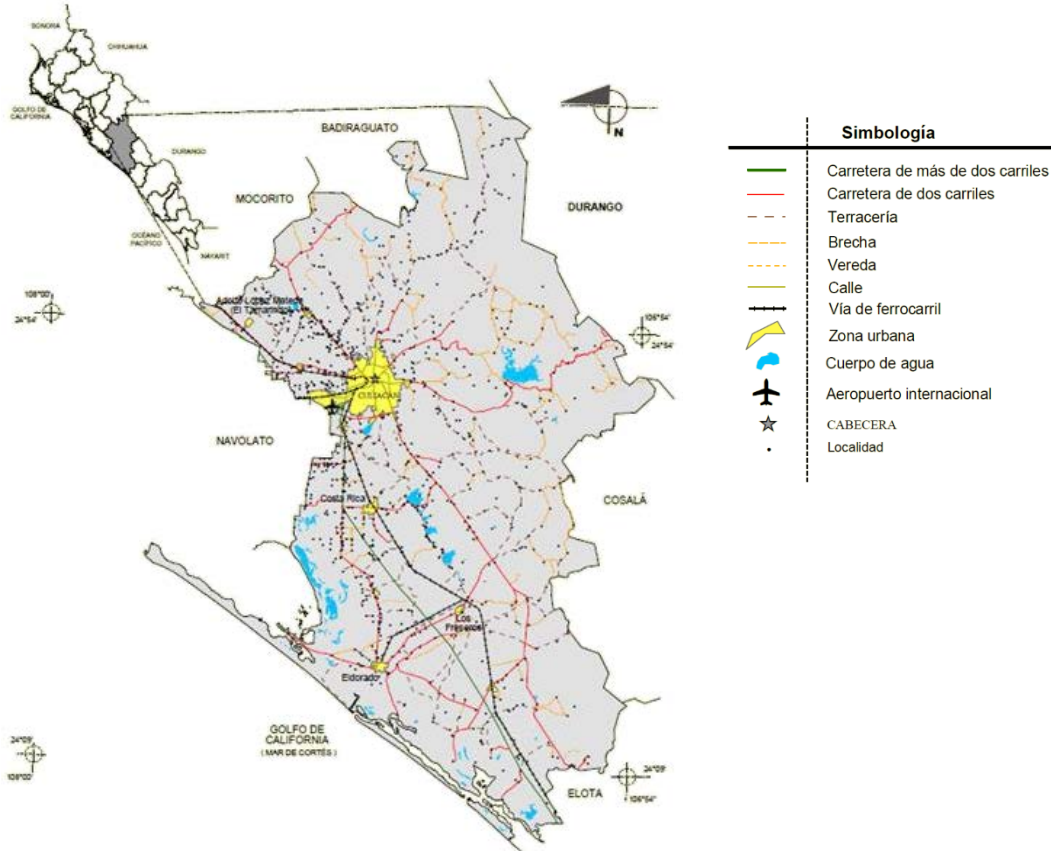 SONORA
CHIHUAHUA
GOLFO DE
CALIFORNIA
DURANGO
OCÉANO
PACÍFICO
NAYARIT
BADIRAGUATO
N
MOCORITO
DURANGO
108°00'
24°54'
106°54'
24°54'
Adolfo López Mateos
(El Tamarindo)
CULIACÁN
NAVOLATO
Costa Rica
COSALÁ
Los
Eldorado
GOLFO DE
CALIFORNIA
( MAR DE CORTÉS )
24°09'
108°00'
24°09'
106°54'
ELOTA
Simbología
Carretera de más de dos carriles
Carretera de dos carriles
Terracería
Brecha
Vereda
Calle
Vía de ferrocarril
Zona urbana
Cuerpo de agua
Aeropuerto internacional
CABECERA
Localidad